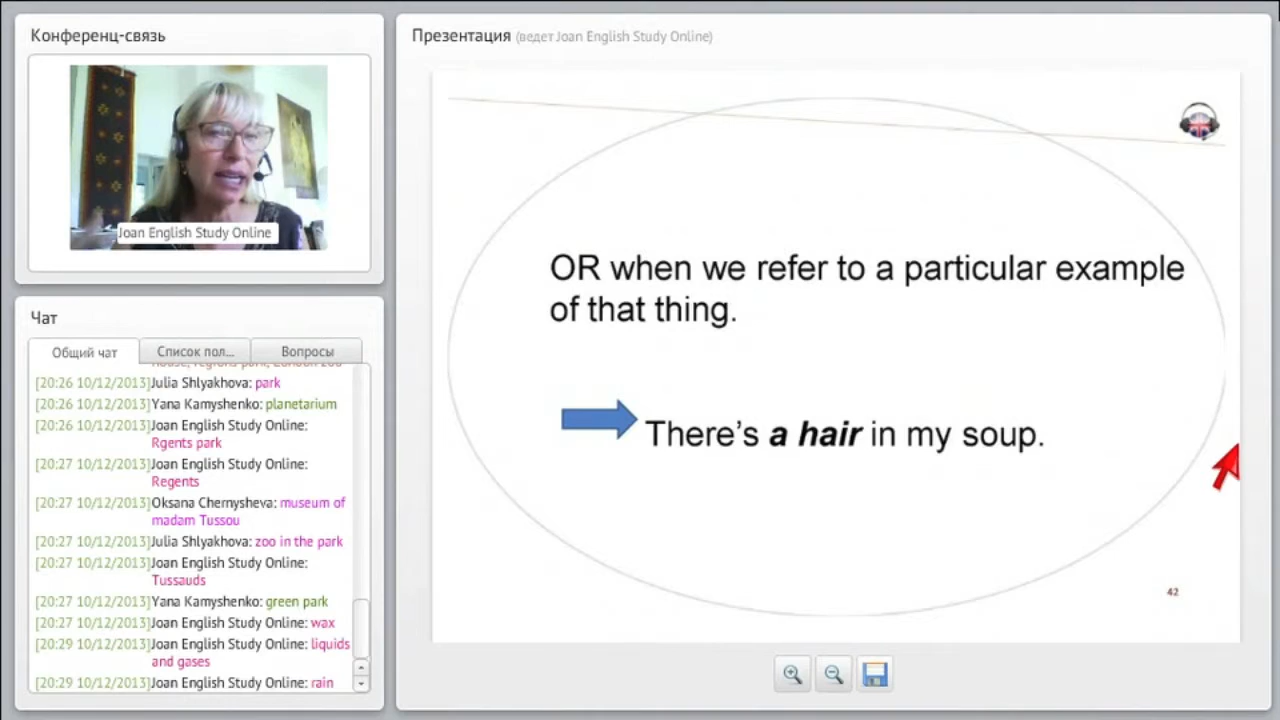 Конференц-связь
Joan English Study Online
Чат
Общий чат
Список пол...
Вопросы
[20:26 10/12/2013]Julia Shlyakhova: park
[20:26 10/12/2013]Yana Kamyshenko: planetarium
[20:26 10/12/2013]Joan English Study Online:
Rgents park
[20:27 10/12/2013]Joan English Study Online:
Regents
[20:27 10/12/2013]Oksana Chernysheva: museum of
madam Tussou
[20:27 10/12/2013]Julia Shlyakhova: zoo in the park
[20:27 10/12/2013]Joan English Study Online:
Tussauds
[20:27 10/12/2013]Yana Kamyshenko: green park
[20:27 10/12/2013]Joan English Study Online: wax
[20:29 10/12/2013]Joan English Study Online: liquids
and gases
[20:29 10/12/2013]Joan English Study Online: rain
Презентация (ведет Joan English Study Online)
OR when we refer to a particular example
of that thing.
There's a hair in my soup.
42